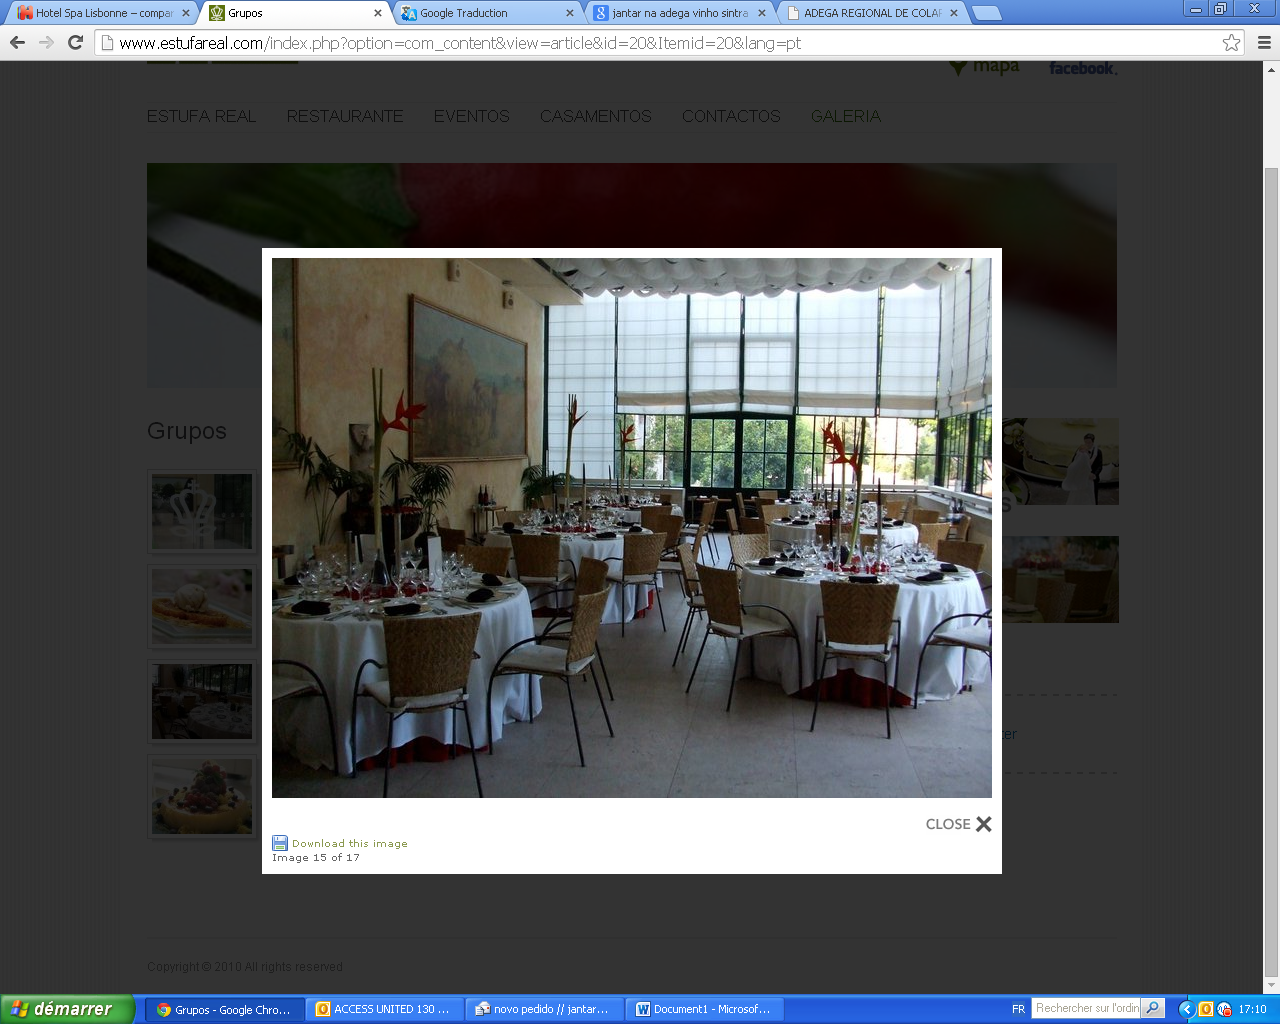 Hotel Spa Lisbonne – compar
Grupos
Google Traduction
jantar na adega vinho sintra
ADEGA REGIONAL DE COLAR
www.estufareal.com/index.php?option=com_content&view=article&id=20&Itemid=20&lang=pt
mapa
facebook.
ESTUFA REAL RESTAURANTE EVENTOS CASAMENTOS CONTACTOS GALERIA
Grupos
CLOSE
Download this image
Image 15 of 17
Copyright © 2010 All rights reserved
démarrer
Grupos - Google Chro...
ACCESS UNITED 130 ...
novo pedido // jantar...
Document1 - Microsof...
FR
Rechercher sur l'ordin
17:10